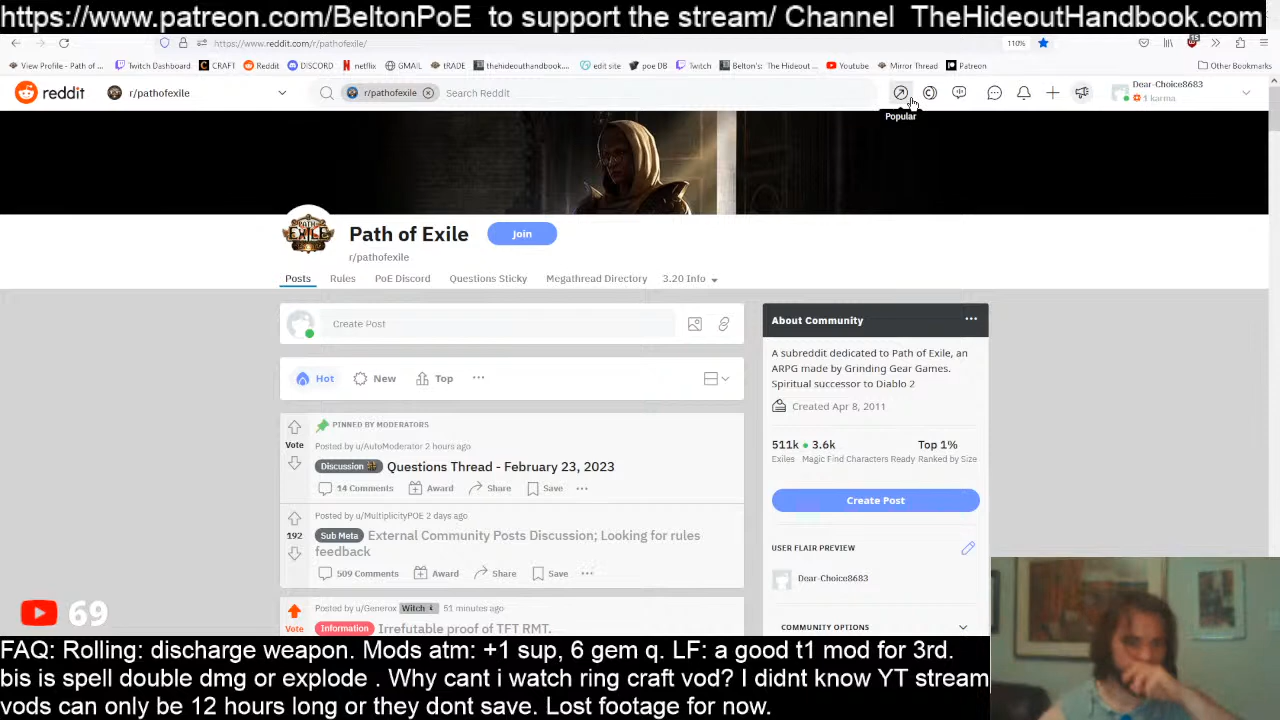 https://www.patreon.com/BeltonPoE to support the stream/ Channel TheHideoutHandbook.com
https://www.reddit.com/r/pathofexile/
110%
15
View Profile - Path of ...
Twitch Dashboard
CRAFT
Reddit
DISCORD
netflix
GMAIL
tRADE
thehideouthandbook....
edit site
poe DB
Twitch
Belton's: The Hideout ...
Youtube
Mirror Thread
Patreon
Other Bookmarks
reddit
r/pathofexile
r/pathofexile
Search Reddit
Dear-Choice8683
1 karma
Popular
PATH OF EXILE
Path of Exile
Join
r/pathofexile
Posts
Rules
PoE Discord
Questions Sticky
Megathread Directory
3.20 Info
Create Post
Hot
New
Top
PINNED BY MODERATORS
Posted by u/AutoModerator 2 hours ago
Vote
Discussion
Questions Thread - February 23, 2023
14 Comments
Award
Share
Save
Posted by u/MultiplicityPOE 2 days ago
192
Sub Meta
External Community Posts Discussion; Looking for rules
feedback
509 Comments
Award
Share
Save
Posted by u/Generox
Witch
51 minutes ago
Vote
Information
Irrefutable proof of TFT RMT.
About Community
A subreddit dedicated to Path of Exile, an
ARPG made by Grinding Gear Games.
Spiritual successor to Diablo 2
Created Apr 8, 2011
511k
3.6k
Top 1%
Exiles
Magic Find Characters Ready
Ranked by Size
Create Post
USER FLAIR PREVIEW
Dear-Choice8683
COMMUNITY OPTIONS
69
FAQ: Rolling: discharge weapon. Mods atm: +1 sup, 6 gem q. LF: a good t1 mod for 3rd.
bis is spell double dmg or explode . Why cant i watch ring craft vod? I didnt know YT stream
vods can only be 12 hours long or they dont save. Lost footage for now.